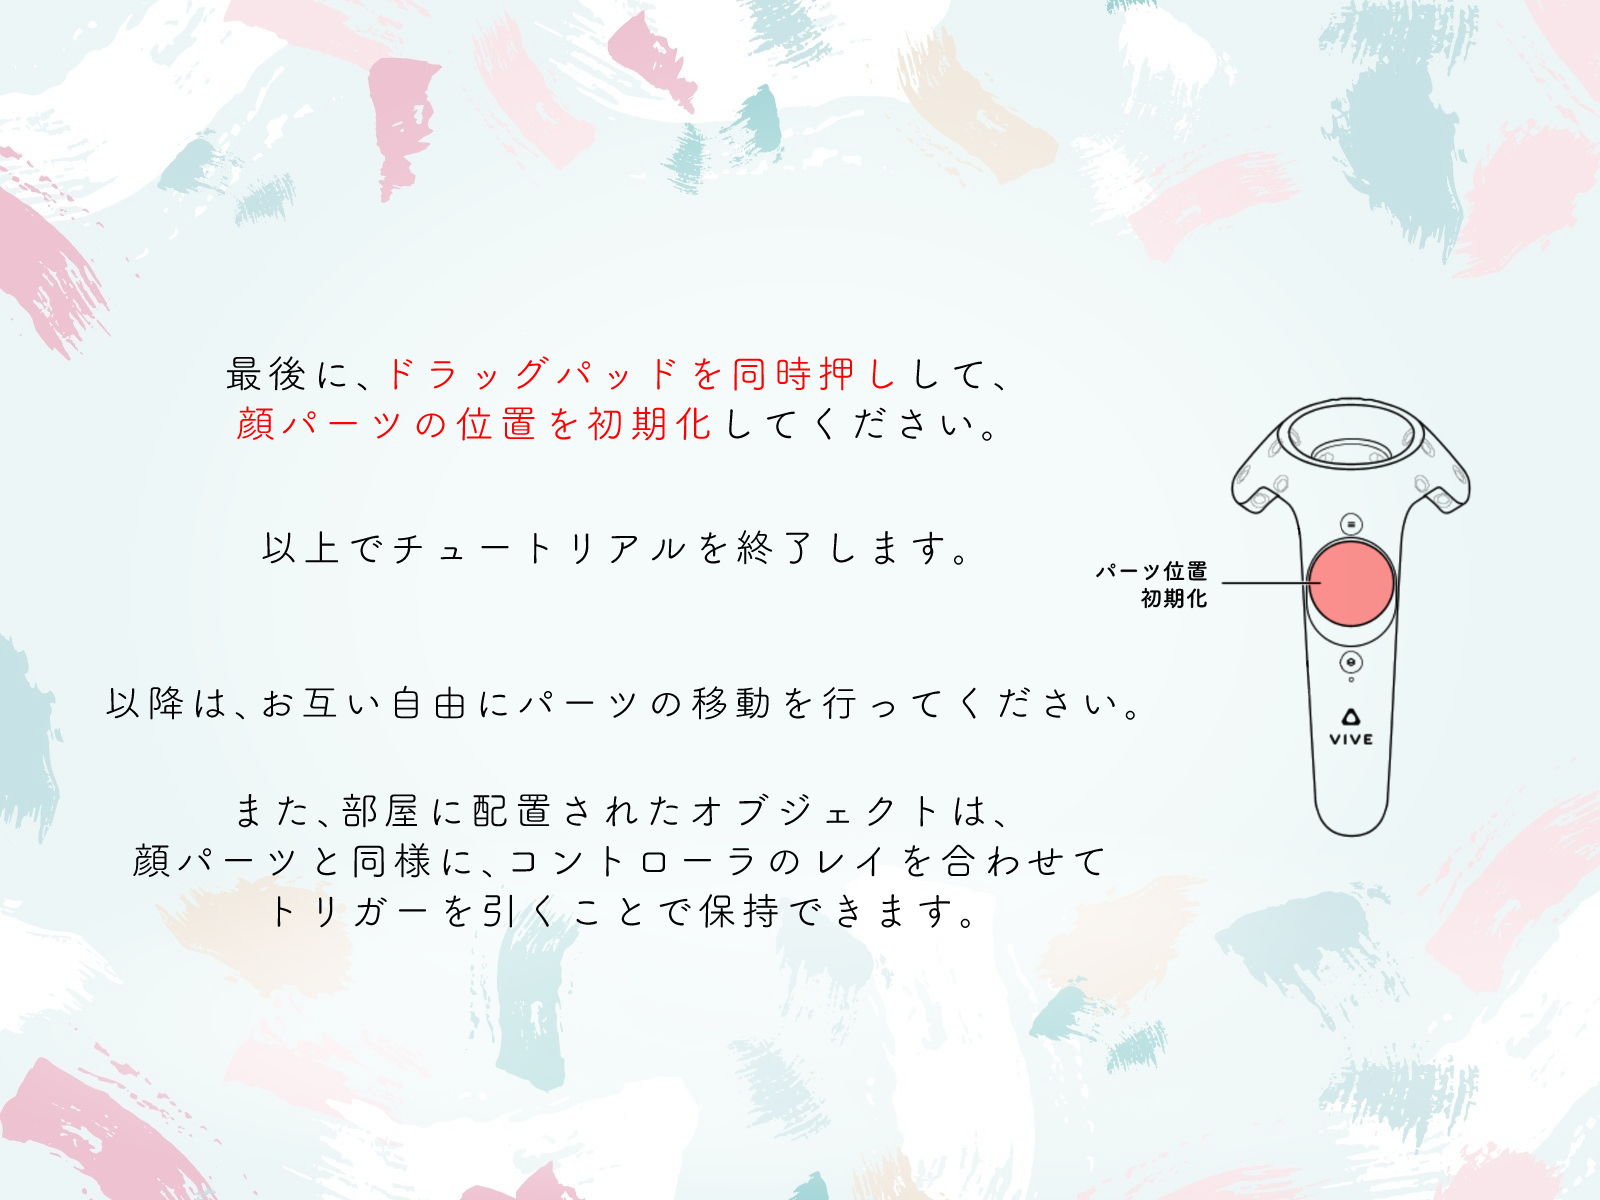 最後に、ドラッグパッドを同時押しして、
顔パーツの位置を初期化してください。
以上でチュートリアルを終了します。
パーツ位置
初期化
以降は、お互い自由にパーツの移動を行ってください。
VIVE
また、部屋に配置されたオブジェクトは、
顔パーツと同様に、コントローラのレイを合わせて
トリガーを引くことで保持できます。